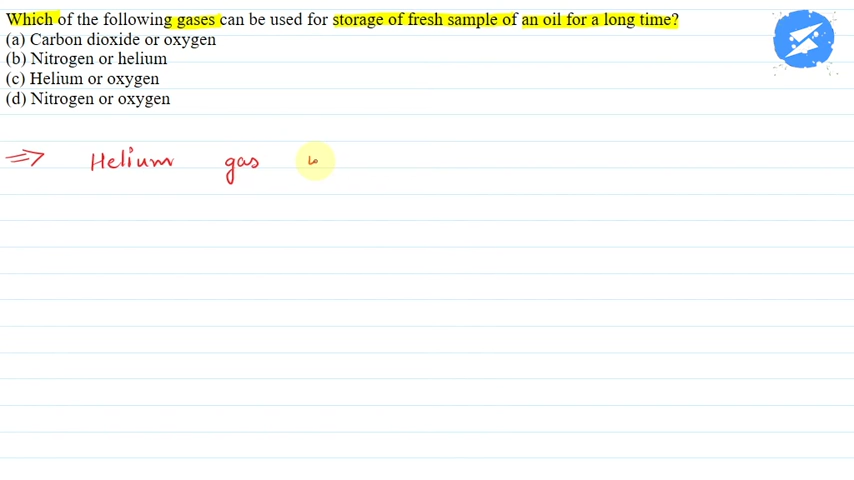 Which of the following gases can be used for storage of fresh sample of an oil for a long time?
(a) Carbon dioxide or oxygen
(b) Nitrogen or helium
(c) Helium or oxygen
(d) Nitrogen or oxygen
⇒ Helium gas